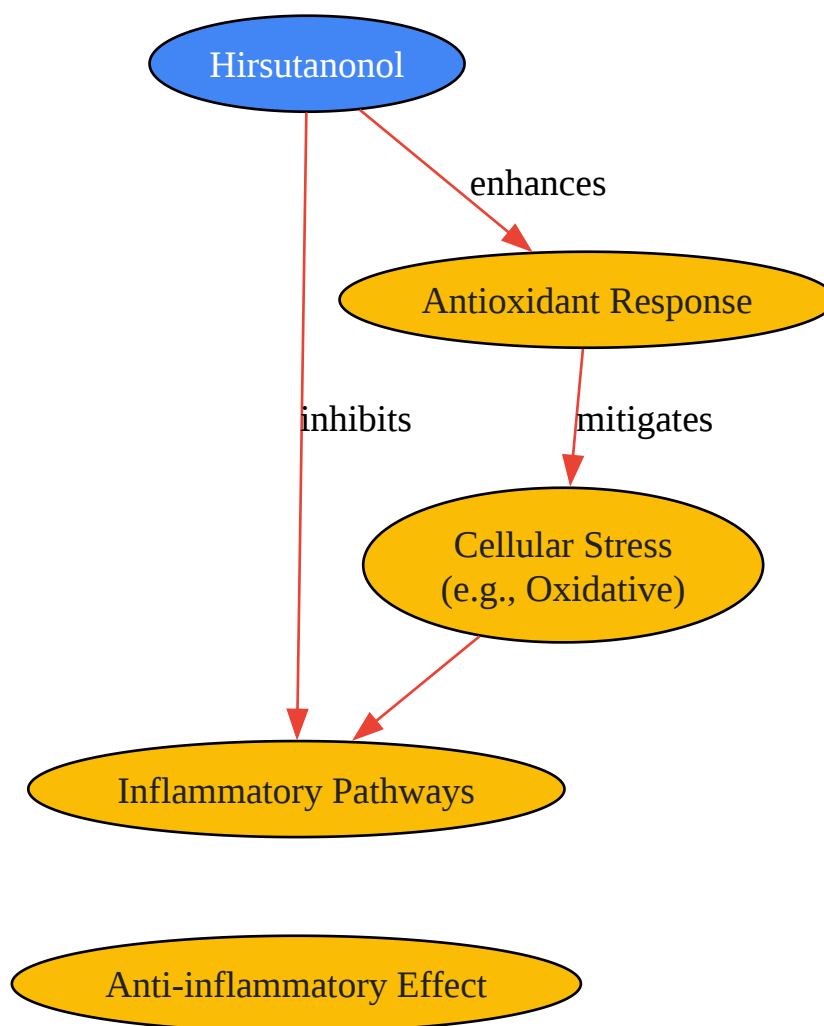 Hirsutanonol
enhances
Antioxidant Response
inhibits
mitigates
Cellular Stress
(e.g., Oxidative)
Inflammatory Pathways
Anti-inflammatory Effect